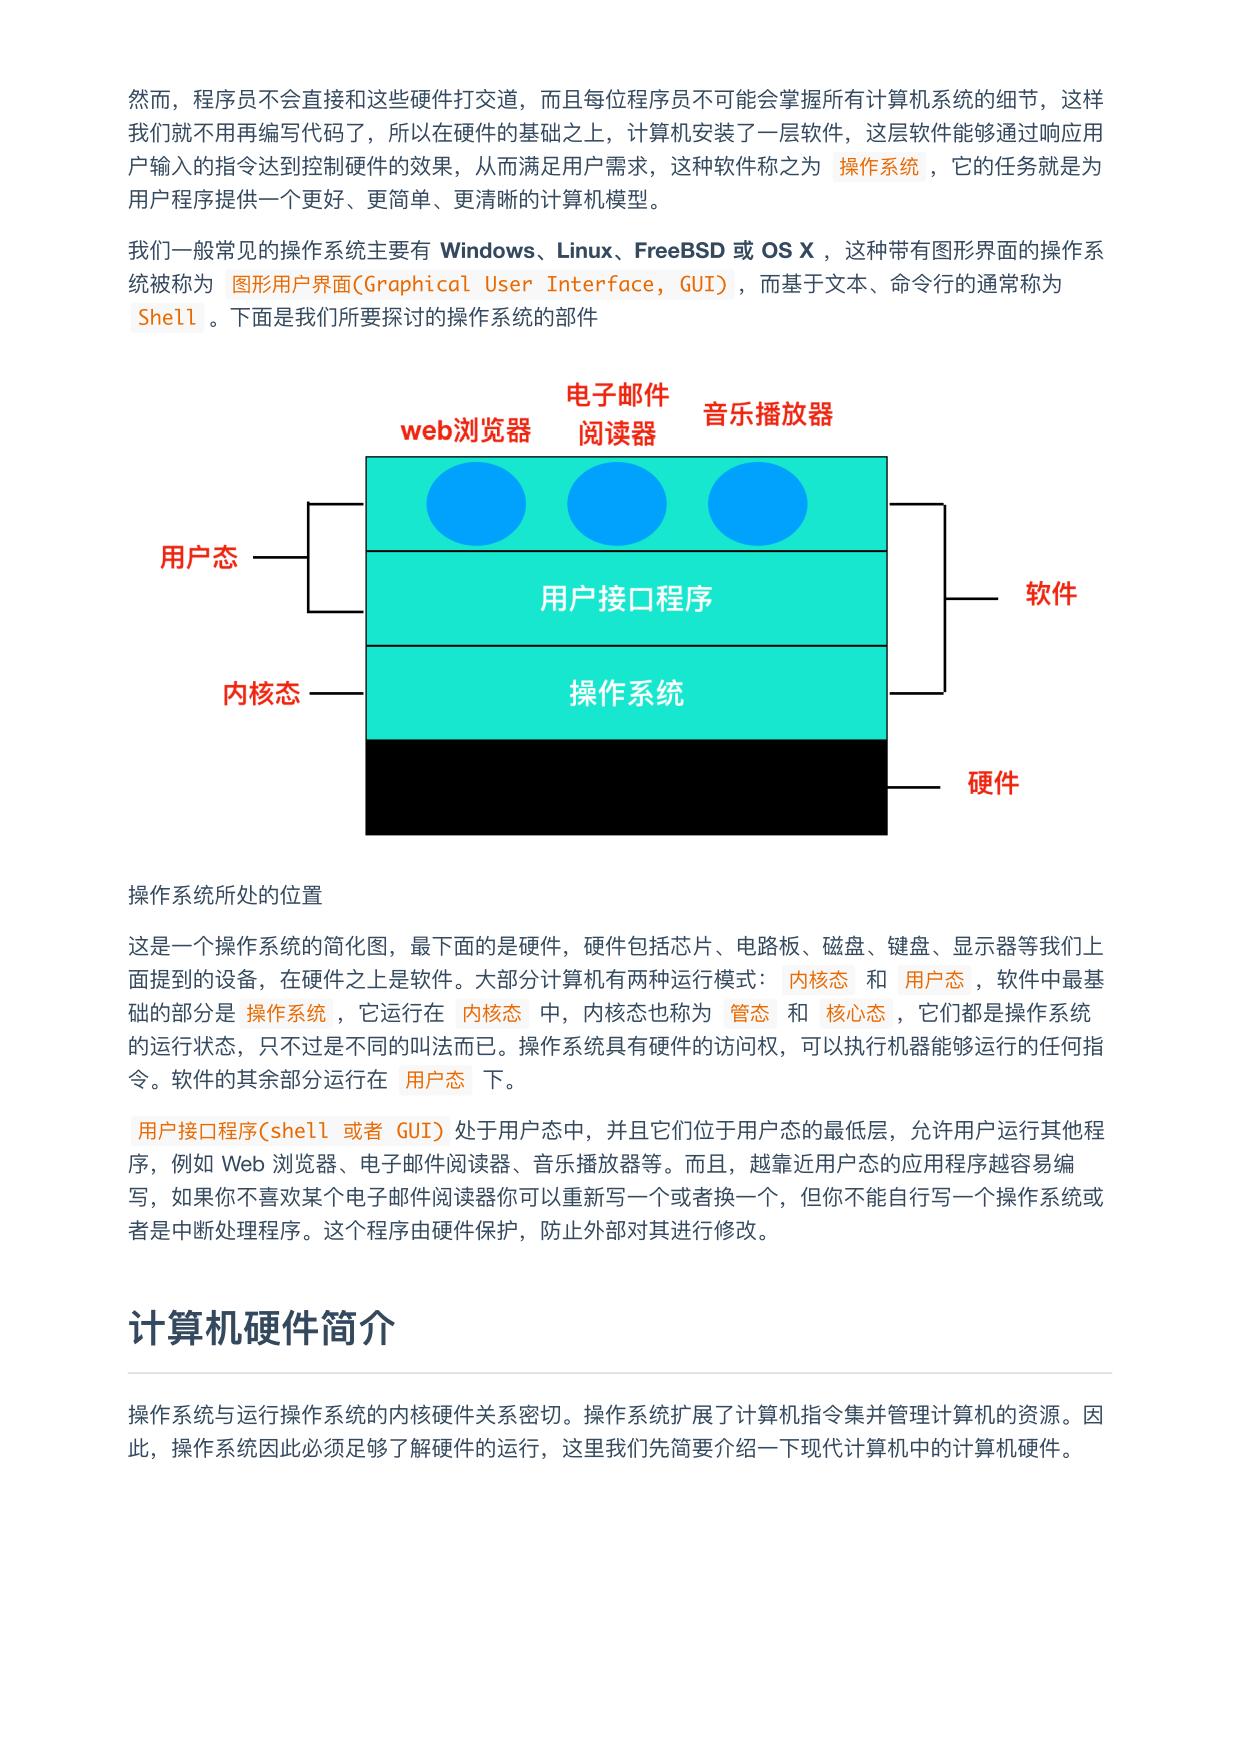 然而，程序员不会直接和这些硬件打交道，而且每位程序员不可能会掌握所有计算机系统的细节，这样
我们就不用再编写代码了，所以在硬件的基础之上，计算机安装了一层软件，这层软件能够通过响应用
户输入的指令达到控制硬件的效果，从而满足用户需求，这种软件称之为 操作系统 ，它的任务就是为
用户程序提供一个更好、更简单、更清晰的计算机模型。
我们一般常见的操作系统主要有 Windows、Linux、FreeBSD 或 OS X ，这种带有图形界面的操作系
统被称为 图形用户界面(Graphical User Interface, GUI) ，而基于文本、命令行的通常称为
Shell 。下面是我们所要探讨的操作系统的部件
web浏览器
电子邮件
阅读器
音乐播放器
用户态
用户接口程序
软件
内核态
操作系统
硬件
操作系统所处的位置
这是一个操作系统的简化图，最下面的是硬件，硬件包括芯片、电路板、磁盘、键盘、显示器等我们上
面提到的设备，在硬件之上是软件。大部分计算机有两种运行模式： 内核态 和 用户态 ，软件中最基
础的部分是 操作系统 ，它运行在 内核态 中，内核态也称为 管态 和 核心态 ，它们都是操作系统
的运行状态，只不过是不同的叫法而已。操作系统具有硬件的访问权，可以执行机器能够运行的任何指
令。软件的其余部分运行在 用户态 下。
用户接口程序(shell 或者 GUI) 处于用户态中，并且它们位于用户态的最低层，允许用户运行其他程
序，例如 Web 浏览器、电子邮件阅读器、音乐播放器等。而且，越靠近用户态的应用程序越容易编
写，如果你不喜欢某个电子邮件阅读器你可以重新写一个或者换一个，但你不能自行写一个操作系统或
者是中断处理程序。这个程序由硬件保护，防止外部对其进行修改。
计算机硬件简介
操作系统与运行操作系统的内核硬件关系密切。操作系统扩展了计算机指令集并管理计算机的资源。因
此，操作系统因此必须足够了解硬件的运行，这里我们先简要介绍一下现代计算机中的计算机硬件。